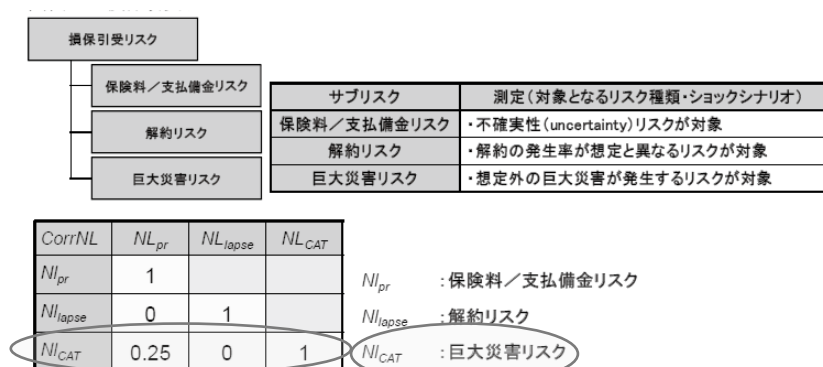 損保引受リスク
保険料／支払備金リスク
解約リスク
巨大災害リスク
サブリスク 測定（対象となるリスク種類・ショックシナリオ）
保険料／支払備金リスク ・不確実性（uncertainty）リスクが対象
解約リスク ・解約の発生率が想定と異なるリスクが対象
巨大災害リスク ・想定外の巨大災害が発生するリスクが対象
CorrNL NLpr NLlapse NLCAT
Nlpr 1
Nllapse 0 1
NlCAT 0.25 0 1
Nlpr ：保険料／支払備金リスク
Nllapse ：解約リスク
NlCAT ：巨大災害リスク